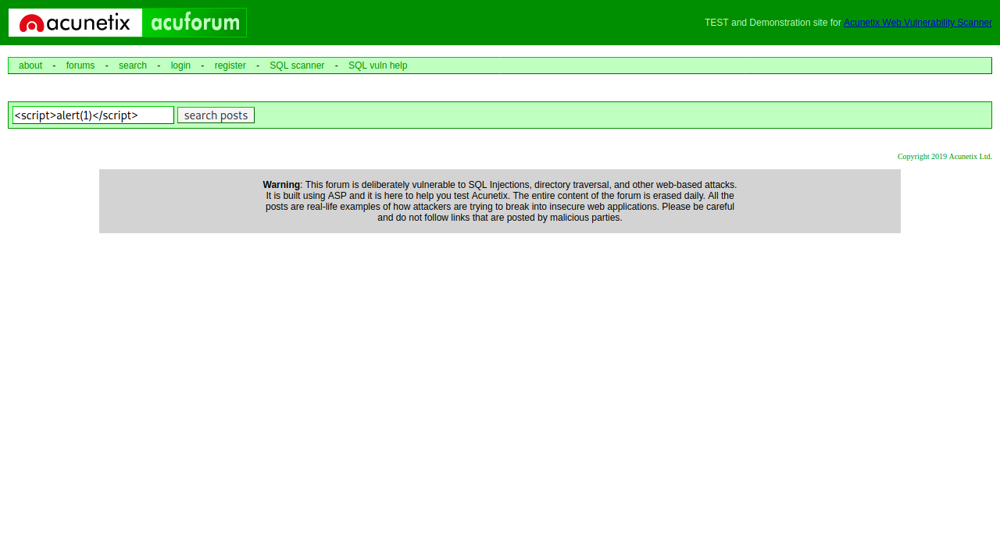 acunetix acuforum
TEST and Demonstration site for Acunetix Web Vulnerability Scanner
about - forums - search - login - register - SQL scanner - SQL vuln help
<script>alert(1)</script> search posts
Copyright 2019 Acunetix Ltd.
Warning: This forum is deliberately vulnerable to SQL Injections, directory traversal, and other web-based attacks.
It is built using ASP and it is here to help you test Acunetix. The entire content of the forum is erased daily. All the
posts are real-life examples of how attackers are trying to break into insecure web applications. Please be careful
and do not follow links that are posted by malicious parties.